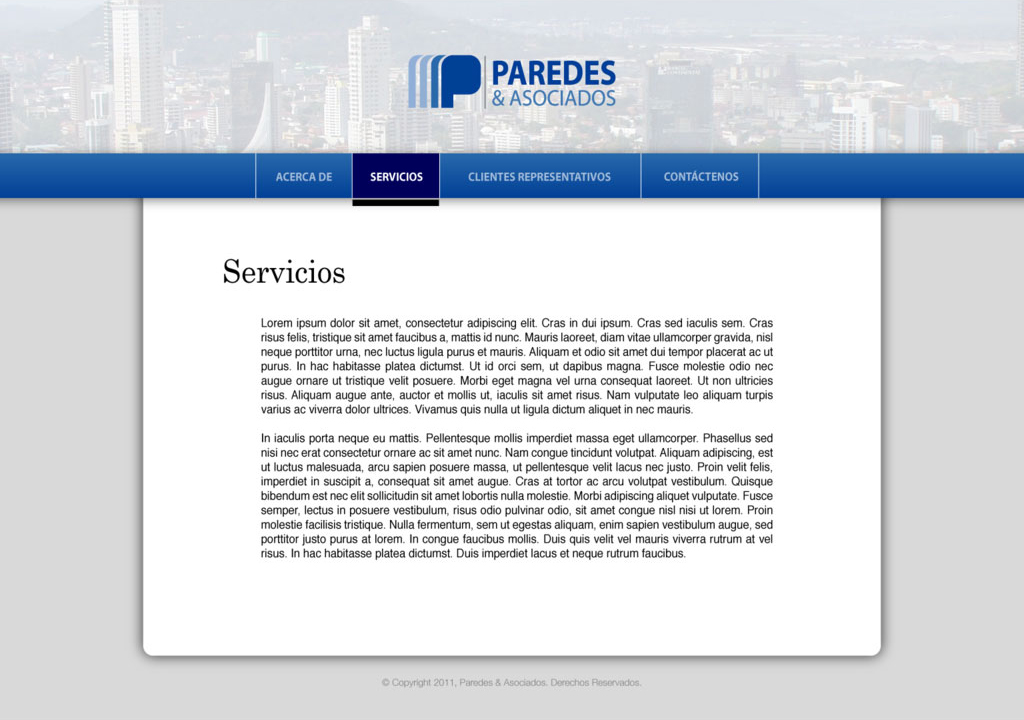 PAREDES
& ASOCIADOS
ACERCA DE
SERVICIOS
CLIENTES REPRESENTATIVOS
CONTÁCTENOS
Servicios
Lorem ipsum dolor sit amet, consectetur adipiscing elit. Cras in dui ipsum. Cras sed iaculis sem. Cras
risus felis, tristique sit amet faucibus a, mattis id nunc. Mauris laoreet, diam vitae ullamcorper gravida, nisl
neque porttitor urna, nec luctus ligula purus et mauris. Aliquam et odio sit amet dui tempor placerat ac ut
purus. In hac habitasse platea dictumst. Ut id orci sem, ut dapibus magna. Fusce molestie odio nec
augue ornare ut tristique velit posuere. Morbi eget magna vel urna consequat laoreet. Ut non ultricies
risus. Aliquam augue ante, auctor et mollis ut, iaculis sit amet risus. Nam vulputate leo aliquam turpis
varius ac viverra dolor ultrices. Vivamus quis nulla ut ligula dictum aliquet in nec mauris.
In iaculis porta neque eu mattis. Pellentesque mollis imperdiet massa eget ullamcorper. Phasellus sed
nisi nec erat consectetur ornare ac sit amet nunc. Nam congue tincidunt volutpat. Aliquam adipiscing, est
ut luctus malesuada, arcu sapien posuere massa, ut pellentesque velit lacus nec justo. Proin velit felis,
imperdiet in suscipit a, consequat sit amet augue. Cras at tortor ac arcu volutpat vestibulum. Quisque
bibendum est nec elit sollicitudin sit amet lobortis nulla molestie. Morbi adipiscing aliquet vulputate. Fusce
semper, lectus in posuere vestibulum, risus odio pulvinar odio, sit amet congue nisl nisi ut lorem. Proin
molestie facilisis tristique. Nulla fermentum, sem ut egestas aliquam, enim sapien vestibulum augue, sed
porttitor justo purus at lorem. In congue faucibus mollis. Duis quis velit vel mauris viverra rutrum at vel
risus. In hac habitasse platea dictumst. Duis imperdiet lacus et neque rutrum faucibus.
© Copyright 2011, Paredes & Asociados. Derechos Reservados.